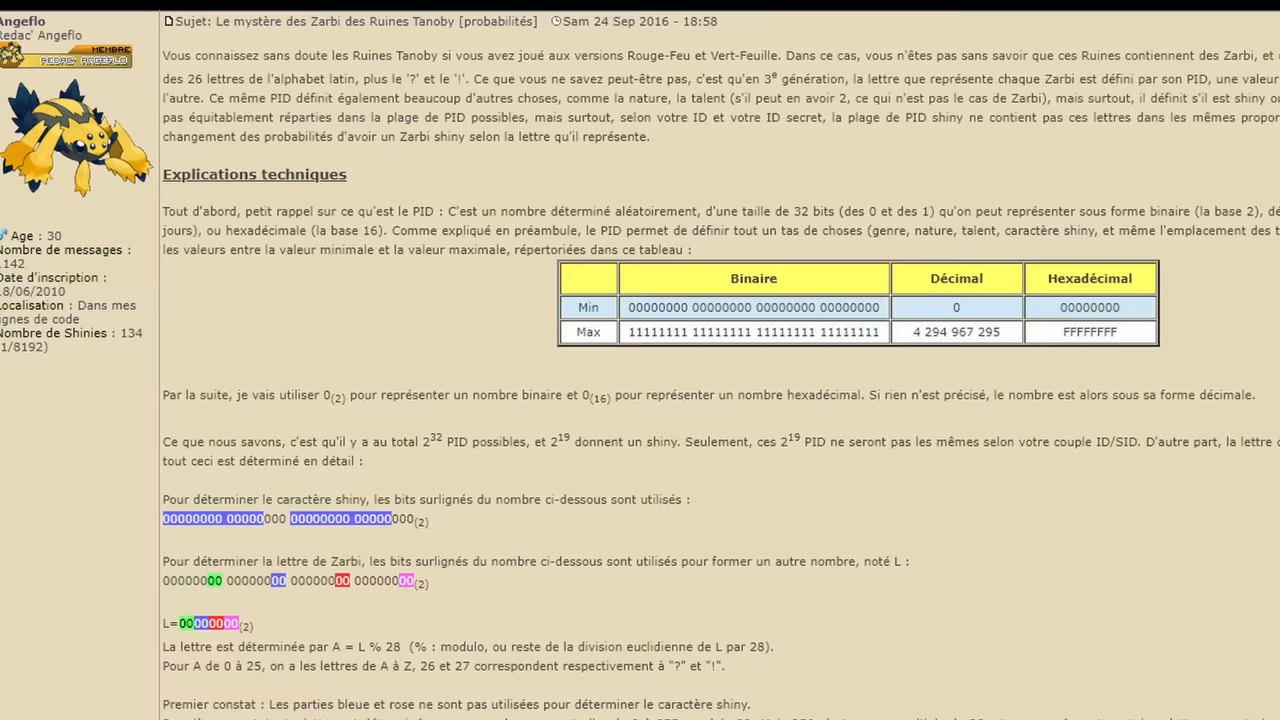 Angeflo
Redac' Angeflo
MEMBRE
REDAC' ANGEFLO
Age : 30
Nombre de messages :
1142
Date d'inscription :
18/06/2010
Localisation : Dans mes
lignes de code
Nombre de Shinies : 134
1/8192)
Sujet: Le mystère des Zarbi des Ruines Tanoby [probabilités] Sam 24 Sep 2016 - 18:58
Vous connaissez sans doute les Ruines Tanoby si vous avez joué aux versions Rouge-Feu et Vert-Feuille. Dans ce cas, vous n'êtes pas sans savoir que ces Ruines contiennent des Zarbi, et
des 26 lettres de l'alphabet latin, plus le '?' et le '!'. Ce que vous ne savez peut-être pas, c'est qu'en 3e génération, la lettre que représente chaque Zarbi est défini par son PID, une valeur
l'autre. Ce même PID définit également beaucoup d'autres choses, comme la nature, la talent (s'il peut en avoir 2, ce qui n'est pas le cas de Zarbi), mais surtout, il définit s'il est shiny
pas équitablement réparties dans la plage de PID possibles, mais surtout, selon votre ID et votre ID secret, la plage de PID shiny ne contient pas ces lettres dans les mêmes
changement des probabilités d'avoir un Zarbi shiny selon la lettre qu'il représente.
Explications techniques
Tout d'abord, petit rappel sur ce qu'est le PID : C'est un nombre déterminé aléatoirement, d'une taille de 32 bits (des 0 et des 1) qu'on peut représenter sous forme binaire (la base 2),
jours), ou hexadécimale (la base 16). Comme expliqué en préambule, le PID permet de définir tout un tas de choses (genre, nature, talent, caractère shiny, et même l'emplacement des
les valeurs entre la valeur minimale et la valeur maximale, répertoriées dans ce tableau :
Binaire Décimal Hexadécimal
Min 00000000 00000000 00000000 00000000 0 00000000
Max 11111111 11111111 11111111 11111111 4 294 967 295 FFFFFFFF
Par la suite, je vais utiliser 0(2) pour représenter un nombre binaire et 0(16) pour représenter un nombre hexadécimal. Si rien n'est précisé, le nombre est alors sous sa forme décimale.
Ce que nous savons, c'est qu'il y a au total 2^32 PID possibles, et 2^19 donnent un shiny. Seulement, ces 2^19 PID ne seront pas les mêmes selon votre couple ID/SID. D'autre part, la lettre
tout ceci est déterminé en détail :
Pour déterminer le caractère shiny, les bits surlignés du nombre ci-dessous sont utilisés :
00000000 00000000 00000000 00000000(2)
Pour déterminer la lettre de Zarbi, les bits surlignés du nombre ci-dessous sont utilisés pour former un autre nombre, noté L :
00000000 00000000 00000000 00000000(2)
L=00000000(2)
La lettre est déterminée par A = L % 28 (% : modulo, ou reste de la division euclidienne de L par 28).
Pour A de 0 à 25, on a les lettres de A à Z, 26 et 27 correspondent respectivement à "?" et "!".
Premier constat : Les parties bleue et rose ne sont pas utilisées pour déterminer le caractère shiny.